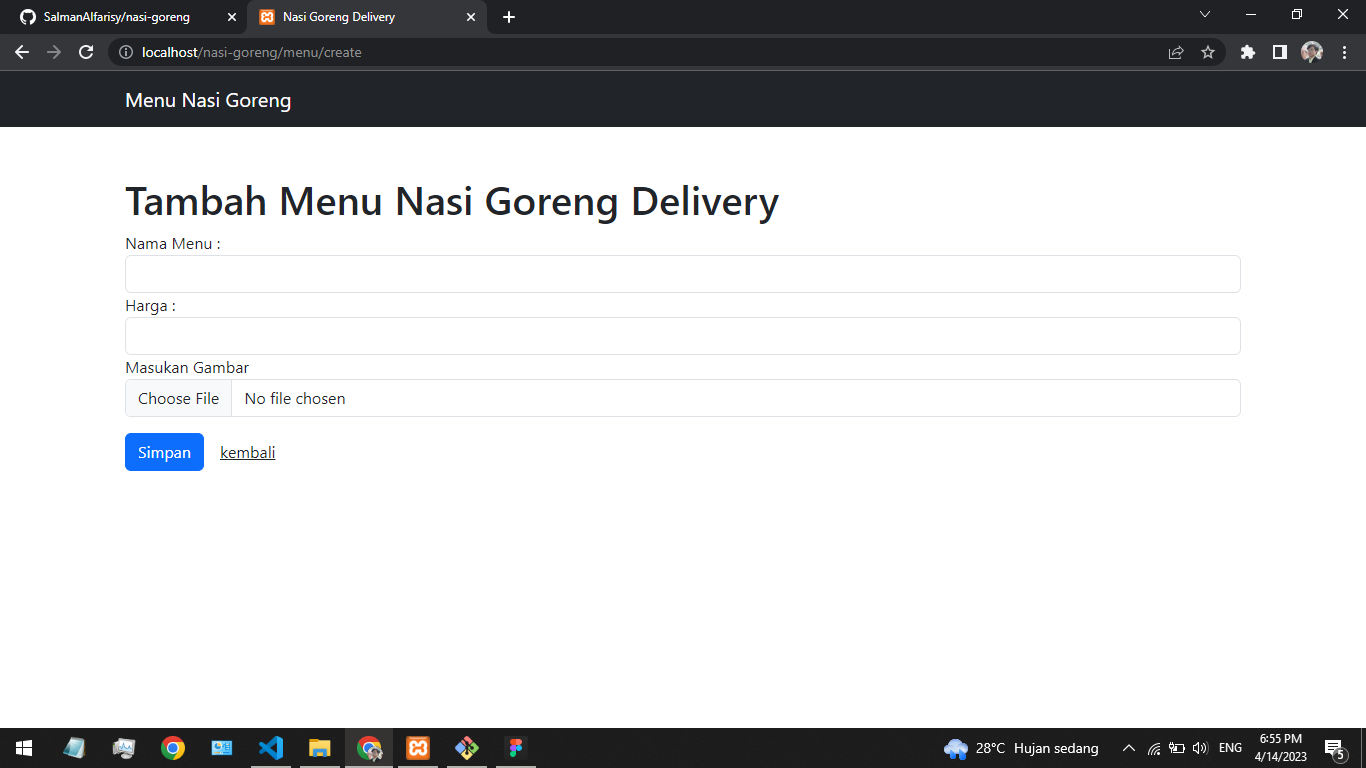 SalmanAlfarisy/nasi-goreng
Nasi Goreng Delivery
localhost/nasi-goreng/menu/create
Menu Nasi Goreng
Tambah Menu Nasi Goreng Delivery
Nama Menu :
Harga :
Masukan Gambar
Choose File No file chosen
Simpan kembali
28°C Hujan sedang ENG
6:55 PM
4/14/2023
5